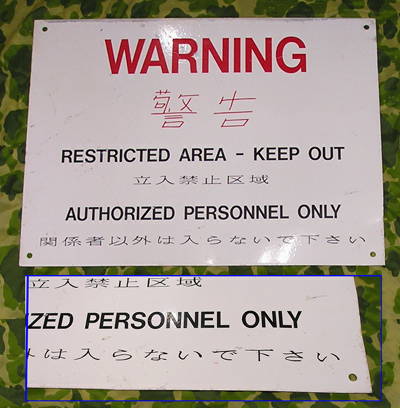 WARNING
警告
RESTRICTED AREA - KEEP OUT
立入禁止区域
AUTHORIZED PERSONNEL ONLY
関係者以外は入らないで下さい
立入禁止区域
ZED PERSONNEL ONLY
外は入らないで下さい